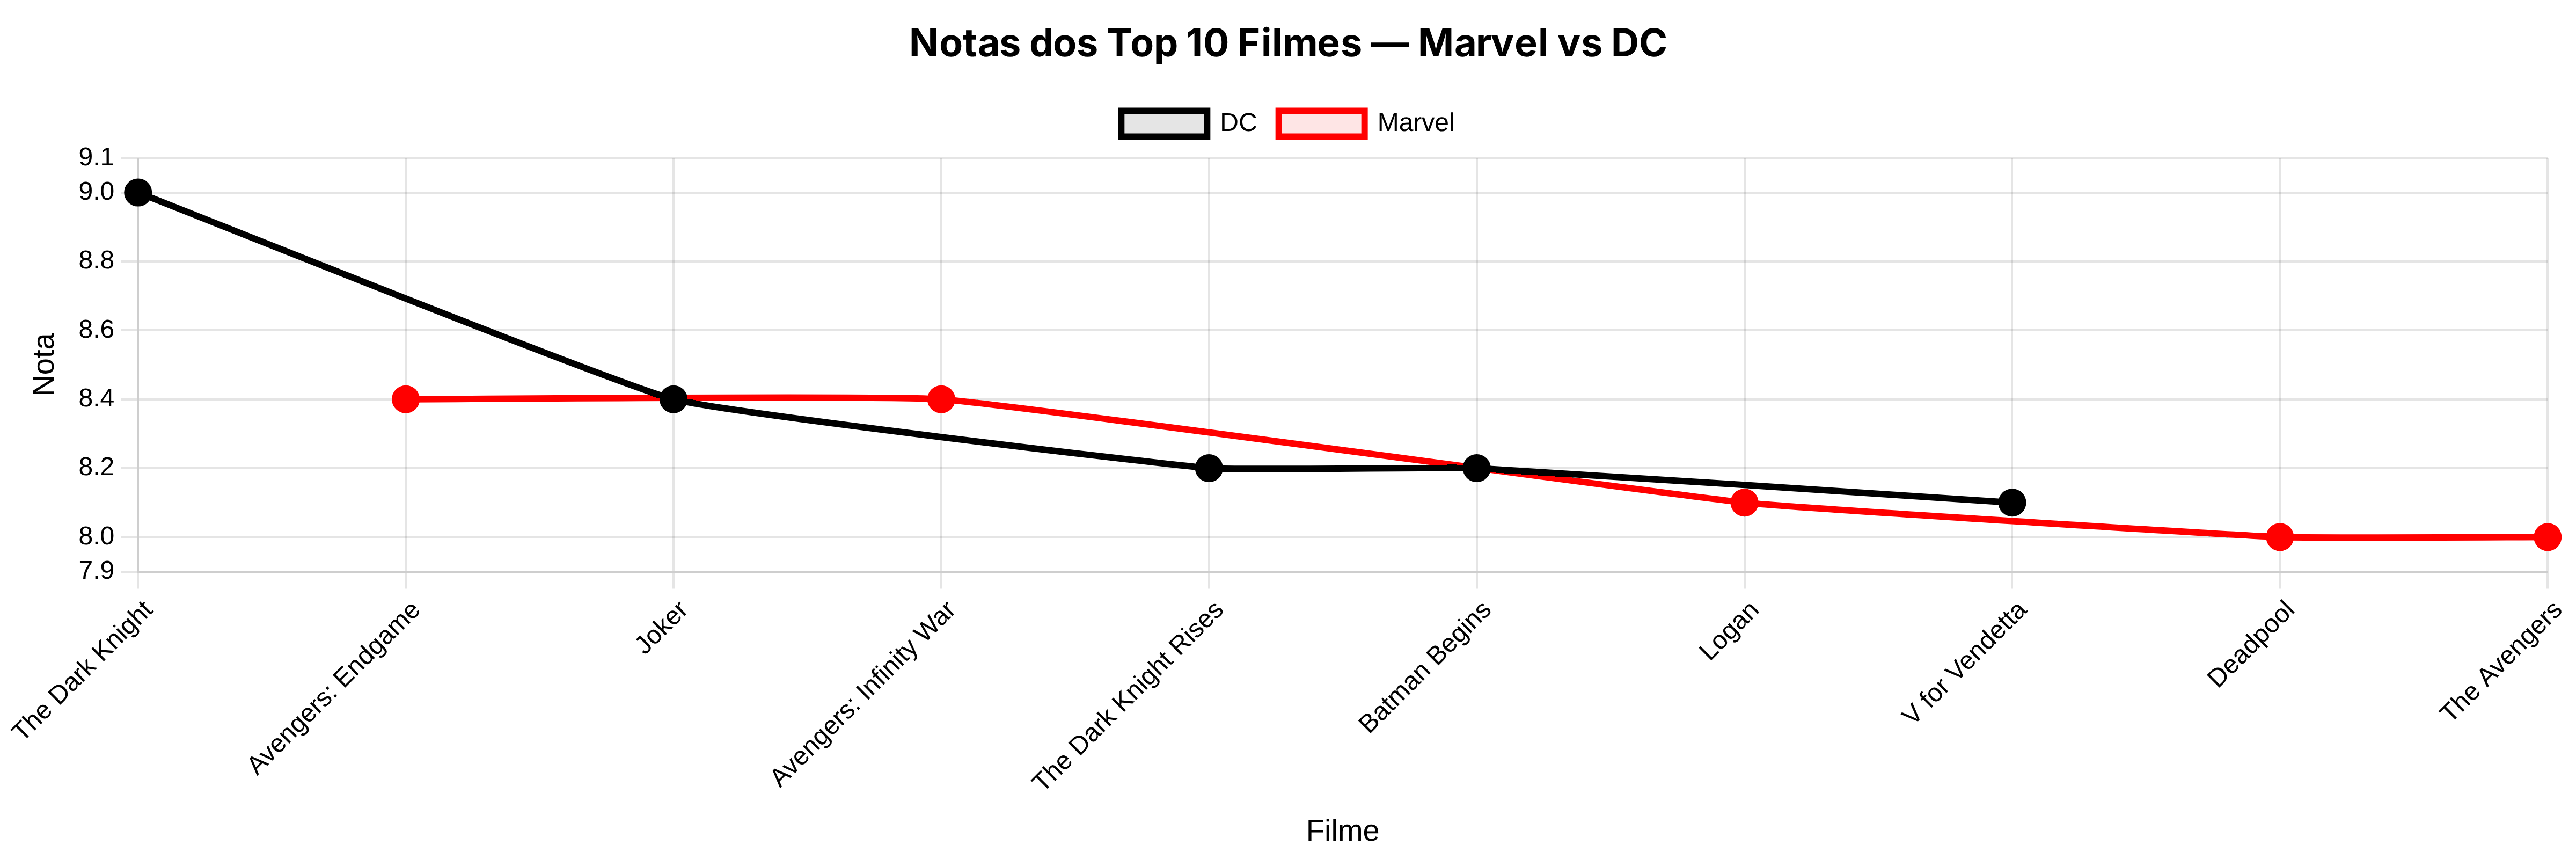 Notas dos Top 10 Filmes — Marvel vs DC
DC
Marvel
9.1
9.0
8.8
8.6
8.4
8.2
8.0
7.9
Nota
The Dark Knight
Avengers: Endgame
Joker
Avengers: Infinity War
The Dark Knight Rises
Batman Begins
Logan
V for Vendetta
Deadpool
The Avengers
Filme